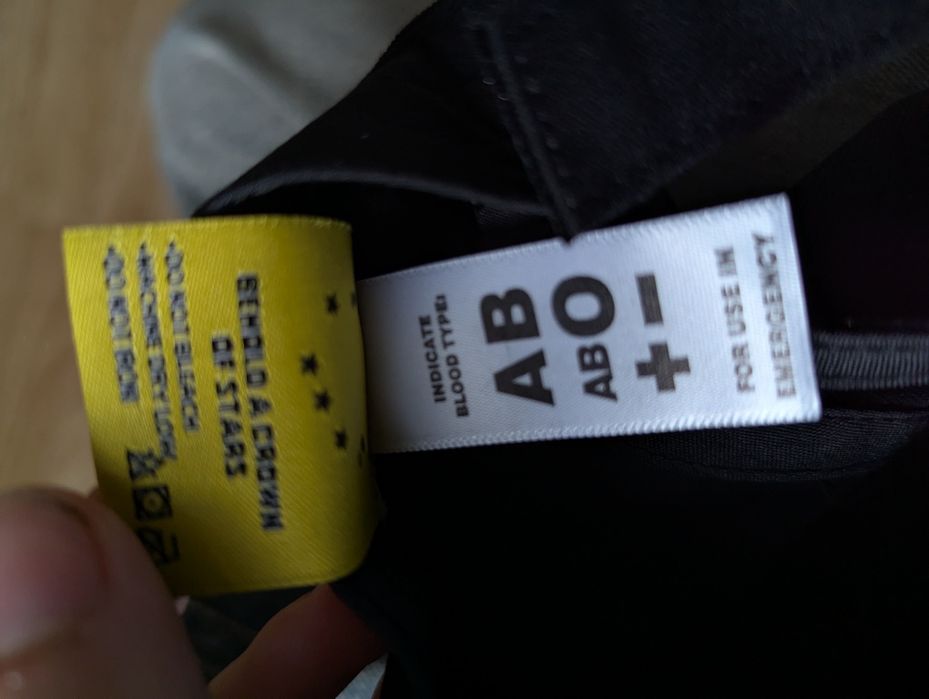 BEHOLD A CROWN
OF STARS
•DO NOT BLEACH
•MACHINE DRY LOW
•DO NOT IRON
INDICATE
BLOOD TYPE:
A B
AB O
+ −
FOR USE IN
EMERGENCY